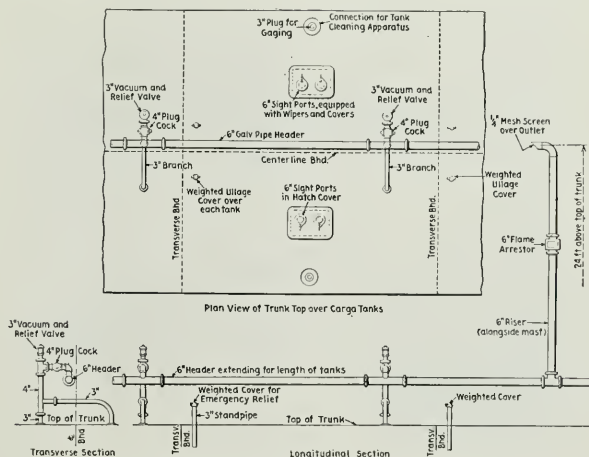 3" Plug for
Gaging
Connection for Tank
Cleaning Apparatus
3" Vacuum and
Relief Valve
4" Plug
Cock
6" Sight Ports, equipped
with Wipers and Covers
3" Vacuum and
Relief Valve
4" Plug
Cock
6" Galv Pipe Header
Centerline Bhd.
3" Branch
3" Branch
Weighted Ullage
Cover over
each tank
Transverse Bhd.
6" Sight Ports
in Hatch Cover
Transverse Bhd.
Weighted
Ullage
Cover
Mesh Screen
over Outlet
24 ft above top of trunk
6" Flame
Arrestor
6" Riser
(alongside mast)
Plan View of Trunk Top over Cargo Tanks
3" Vacuum and
Relief Valve
4" Plug Cock
6" Header
4"
3"
3"
Top of Trunk
Bhd
Transverse Section
6" Header extending for length of tanks
Weighted Cover for
Emergency Relief
3" Standpipe
Top of Trunk
Transv.
Bhd.
Weighted Cover
Transv.
Bhd.
Longitudinal Section